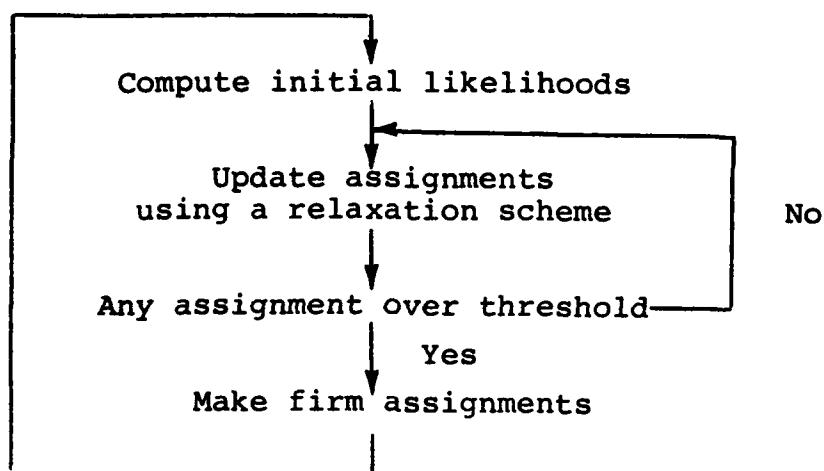 Compute initial likelihoods
Update assignments
using a relaxation scheme
No
Any assignment over threshold
Yes
Make firm assignments